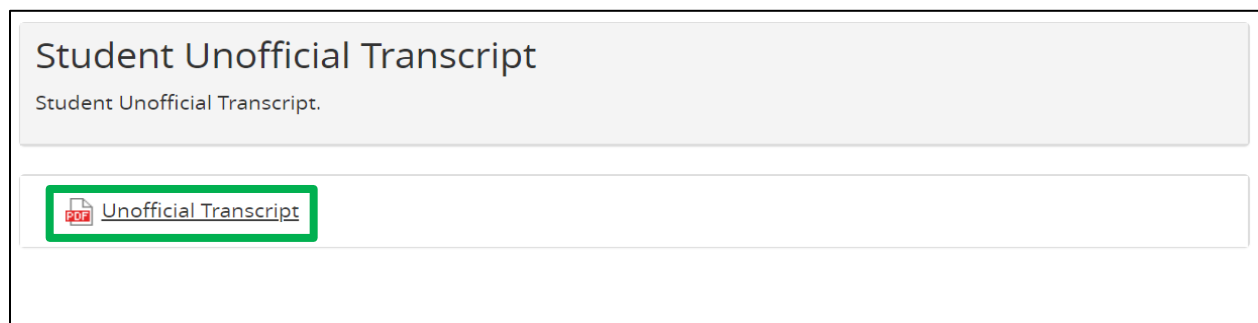 Student Unofficial Transcript
Student Unofficial Transcript.
PDF Unofficial Transcript